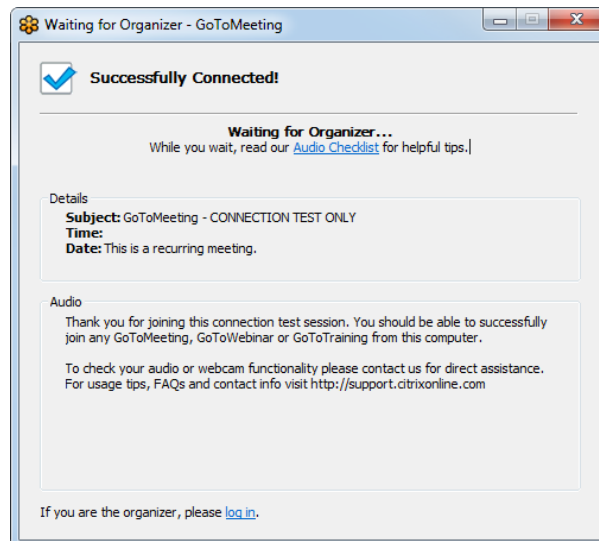 Waiting for Organizer - GoToMeeting
Successfully Connected!
Waiting for Organizer...
While you wait, read our Audio Checklist for helpful tips.
Details
Subject: GoToMeeting - CONNECTION TEST ONLY
Time:
Date: This is a recurring meeting.
Audio
Thank you for joining this connection test session. You should be able to successfully
join any GoToMeeting, GoToWebinar or GoToTraining from this computer.
To check your audio or webcam functionality please contact us for direct assistance.
For usage tips, FAQs and contact info visit http://support.citrixonline.com
If you are the organizer, please log in.